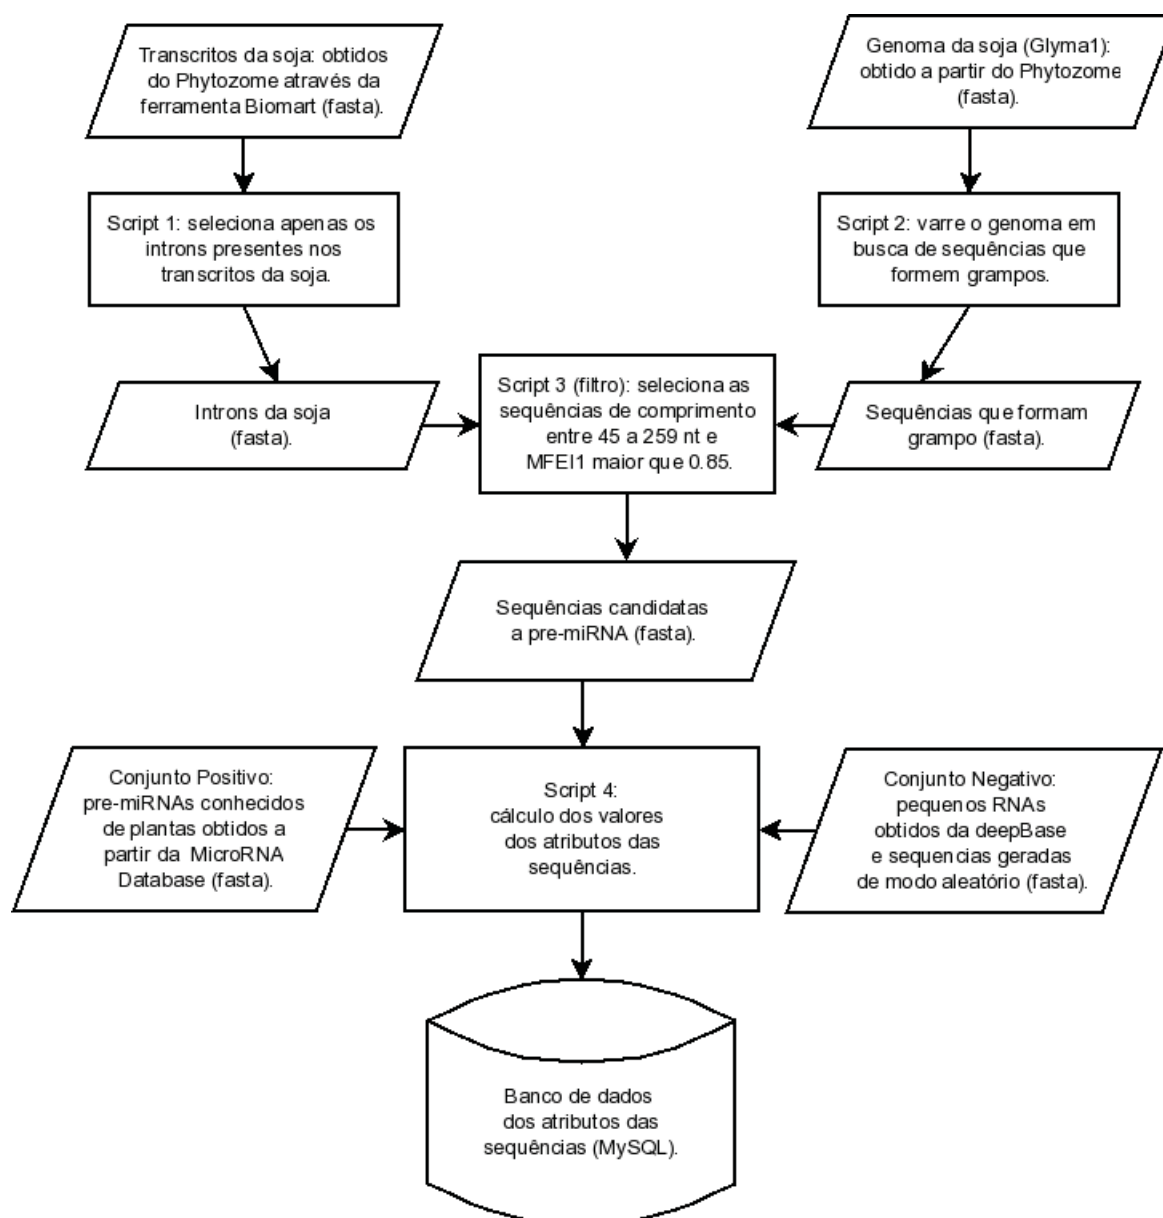 Transcritos da soja: obtidos
do Phytozome através da
ferramenta Biomart (fasta).
Genoma da soja (Glyma1):
obtido a partir do Phytozome
(fasta).
Script 1: seleciona apenas os
introns presentes nos
transcritos da soja.
Script 2: varre o genoma em
busca de sequências que
formem grampos.
Introns da soja
(fasta).
Script 3 (filtro): seleciona as
sequências de comprimento
entre 45 a 259 nt e
MFEI1 maior que 0.85.
Sequências que formam
grampo (fasta).
Sequências candidatas
a pre-miRNA (fasta).
Conjunto Positivo:
pre-miRNAs conhecidos
de plantas obtidos a
partir da MicroRNA
Database (fasta).
Script 4:
cálculo dos valores
dos atributos das
sequências.
Conjunto Negativo:
pequenos RNAs
obtidos da deepBase
e sequencias geradas
de modo aleatório (fasta).
Banco de dados
dos atributos das
sequências (MySQL).